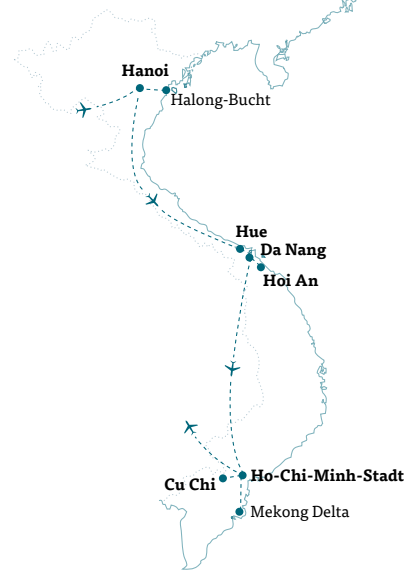 Hanoi
Halong-Bucht
Hue
Da Nang
Hoi An
Ho-Chi-Minh-Stadt
Cu Chi
Mekong Delta